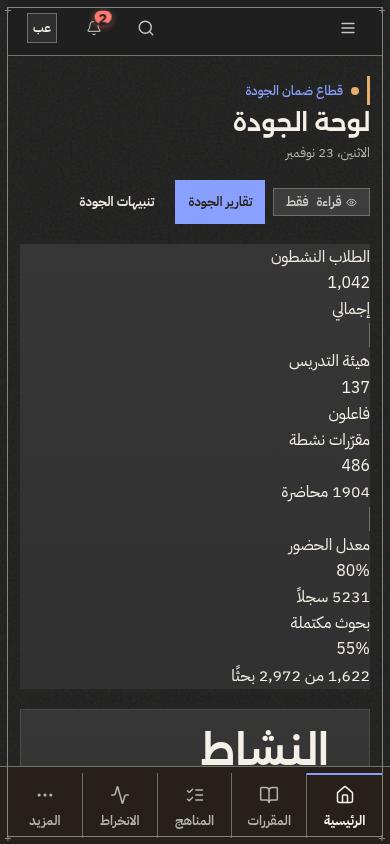 عب
2
قطاع ضمان الجودة
لوحة الجودة
الاثنين، 23 نوفمبر
قراءة فقط
تقارير الجودة
تنبيهات الجودة
الطلاب النشطون
1,042
إجمالي
هيئة التدريس
137
فاعلون
مقرّرات نشطة
486
1904 محاضرة
معدل الحضور
80%
5231 سجلاً
بحوث مكتملة
55%
1,622 من 2,972 بحثًا
النشاط
الرئيسية
المقررات
المناهج
الانخراط
المزيد